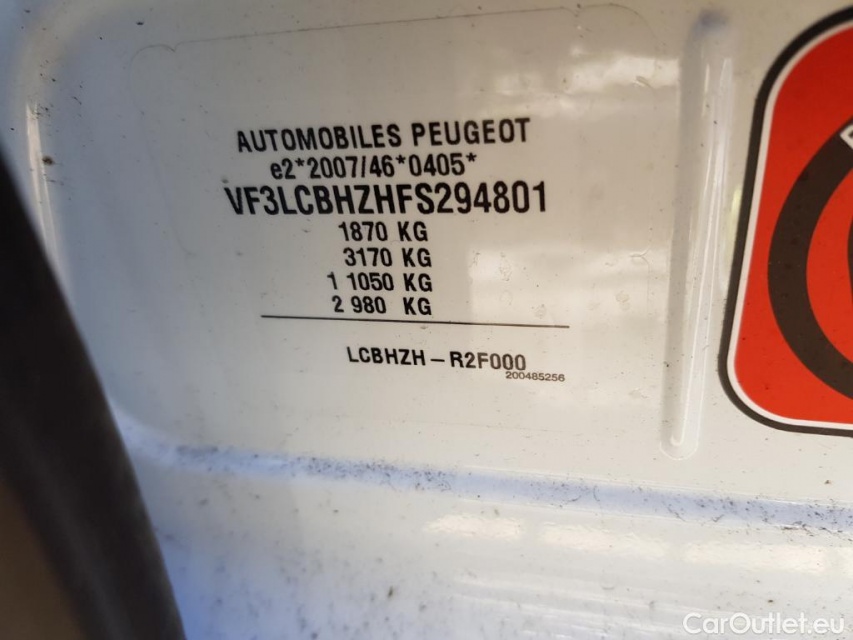 AUTOMOBILES PEUGEOT
e2*2007/46*0405*
VF3LCBHZHFS294801
1870 KG
3170 KG
1 1050 KG
2 980 KG
LCBHZH – R2F000
200485256
CarOutlet.eu